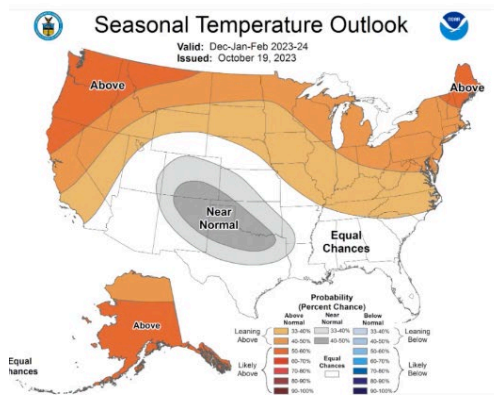 Seasonal Temperature Outlook
Valid: Dec-Jan-Feb 2023-24
Issued: October 19, 2023
NOAA
Above
Above
Near
Normal
Equal
Chances
Above
Equal
hances
Probability
(Percent Chance)
Above
Normal
Near
Normal
Below
Normal
Leaning
Above
33-40%
40-50%
33-40%
40-50%
33-40%
40-50%
Leaning
Below
Likely
Above
50-60%
60-70%
70-80%
80-90%
90-100%
Equal
Chances
50-60%
60-70%
70-80%
80-90%
90-100%
Likely
Below